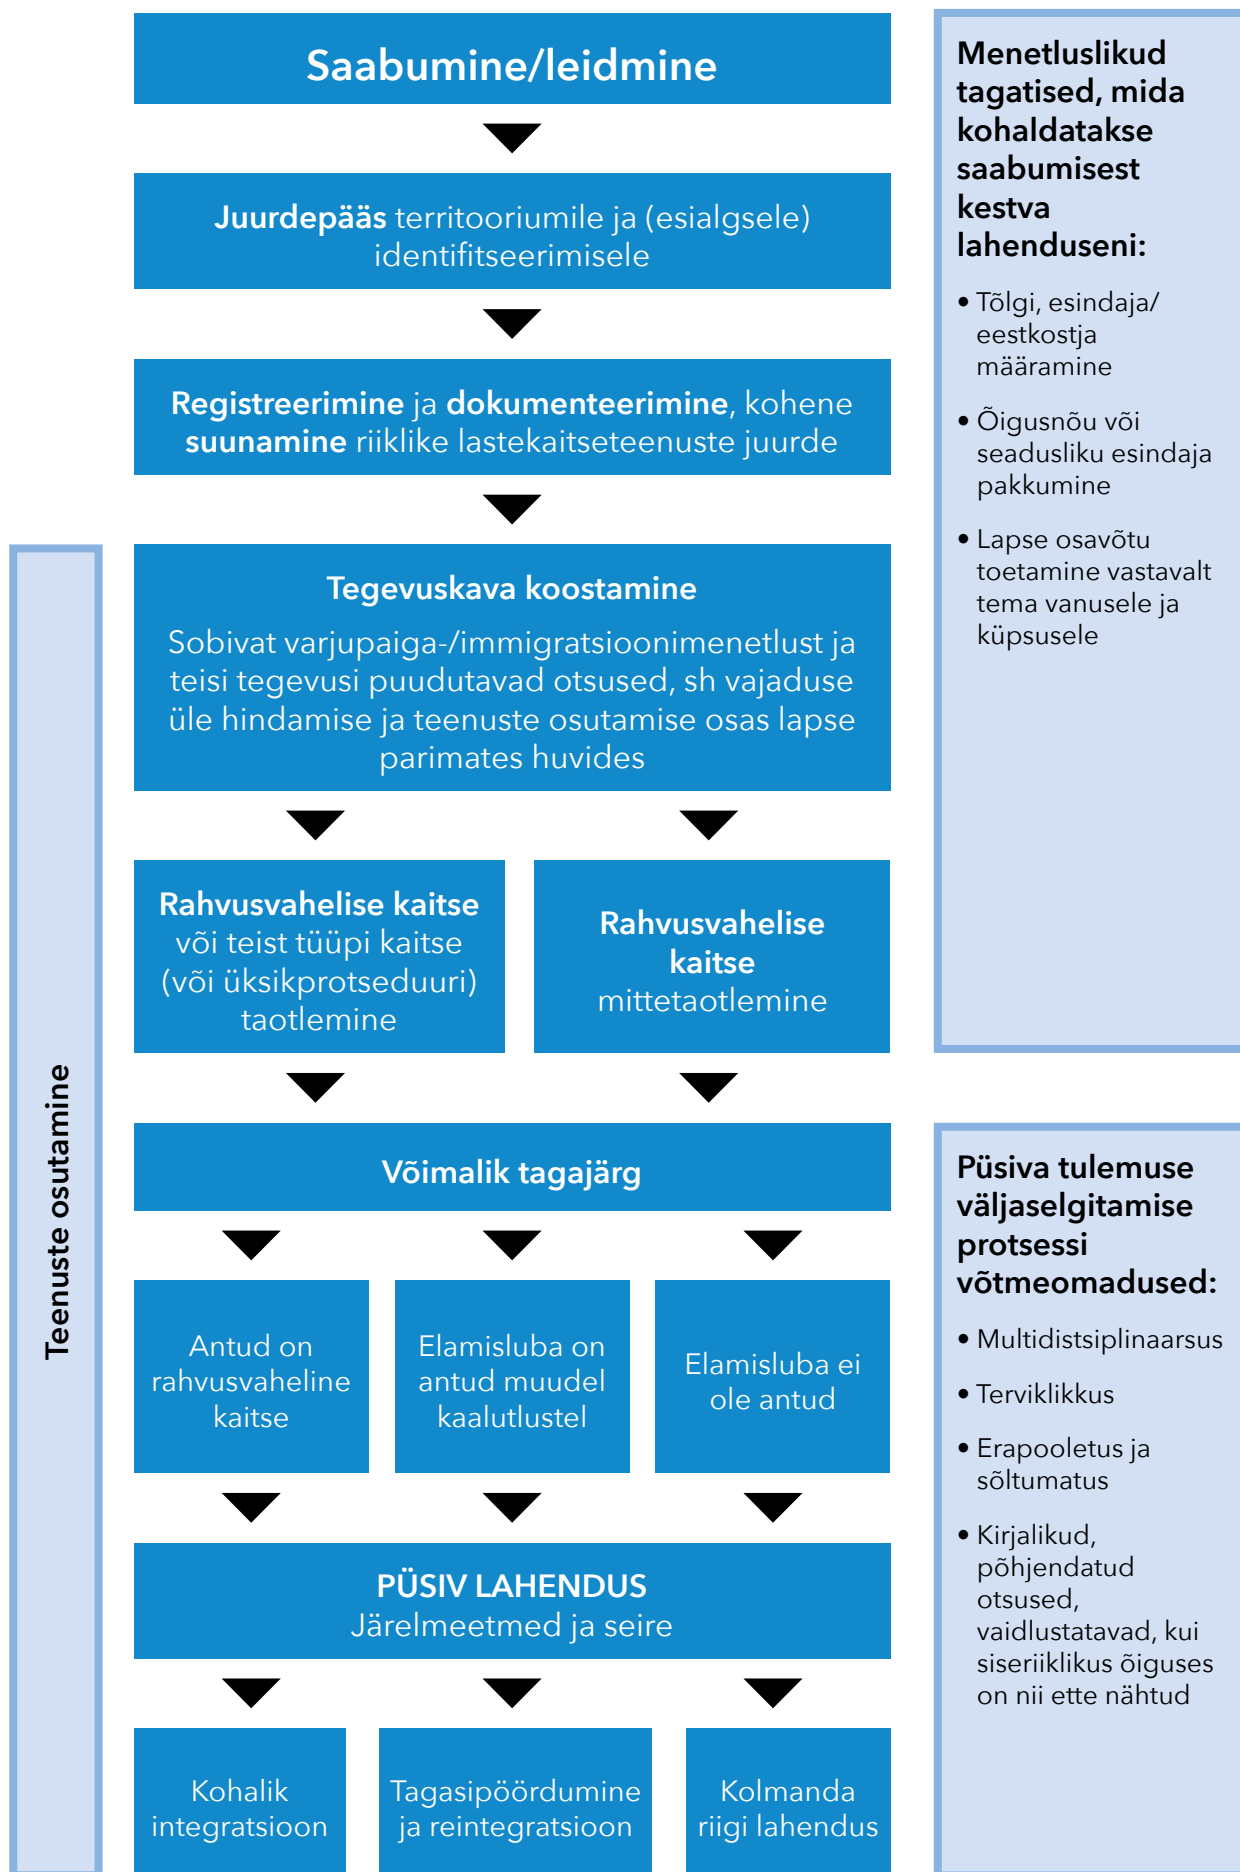 Saabumine/leidmine
Juurdepääs territooriumile ja (esialgsele)
identifitseerimisele
Registreerimine ja dokumenteerimine, kohene
suunamine riiklike lastekaitseteenuste juurde
Tegevuskava koostamine
Sobivat varjupaiga-/immigratsioonimenetlust ja
teisi tegevusi puudutavad otsused, sh vajaduse
üle hindamise ja teenuste osutamise osas lapse
parimates huvides
Rahvusvahelise kaitse
või teist tüüpi kaitse
(või üksikprotseduuri)
taotlemine
Rahvusvahelise
kaitse
mittetaotlemine
Võimalik tagajärg
Antud on
rahvusvaheline
kaitse
Elamisluba on
antud muudel
kaalutlustel
Elamisluba ei
ole antud
PÜSIV LAHENDUS
Järelmeetmed ja seire
Kohalik
integratsioon
Tagasipöördumine
ja reintegratsioon
Kolmanda
riigi lahendus
Teenuste osutamine
Menetluslikud
tagatised, mida
kohaldatakse
saabumisest
kestva
lahenduseni:
• Tõlgi, esindaja/
eestkostja
määramine
• Õigusnõu või
seadusliku esindaja
pakkumine
• Lapse osavõtu
toetamine vastavalt
tema vanusele ja
küpsusele
Püsiva tulemuse
väljaselgitamise
protsessi
võtmeomadused:
• Multidistsiplinaarsus
• Terviklikkus
• Erapooletus ja
sõltumatus
• Kirjalikud,
põhjendatud
otsused,
vaidlustatavad, kui
siseriiklikus õiguses
on nii ette nähtud